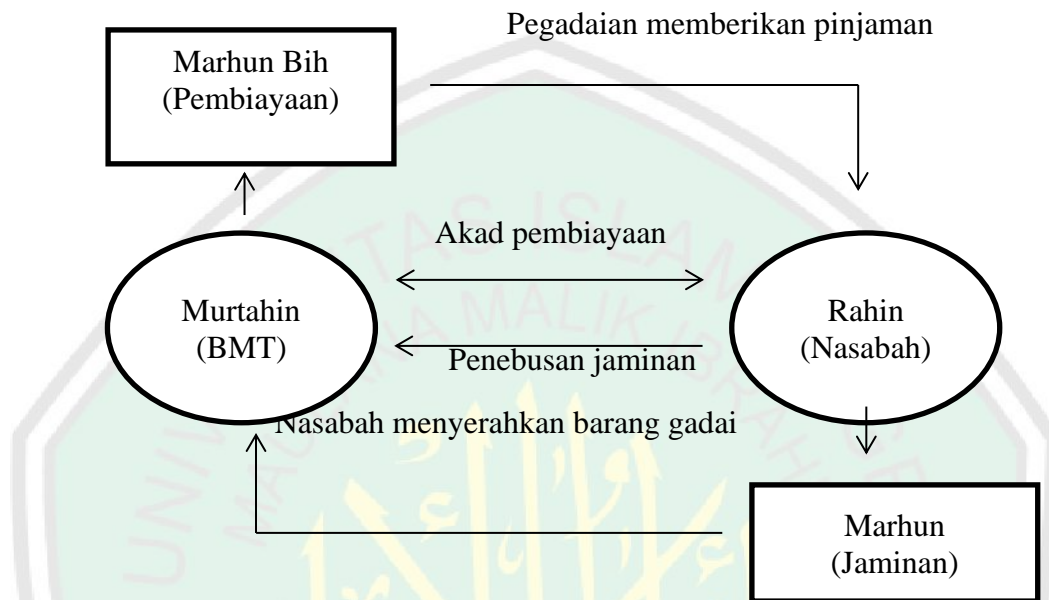 Pegadaian memberikan pinjaman
Marhun Bih
(Pembiayaan)
Akad pembiayaan
Murtahin
(BMT)
Rahin
(Nasabah)
Penebusan jaminan
Nasabah menyerahkan barang gadai
Marhun
(Jaminan)